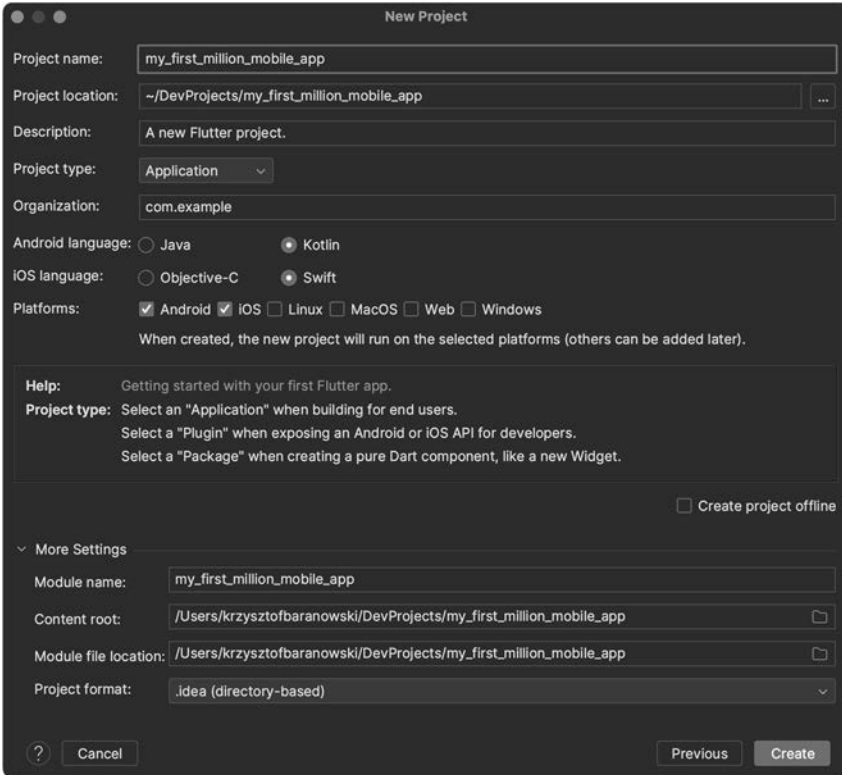 New Project
Project name: my_first_million_mobile_app
Project location: ~/DevProjects/my_first_million_mobile_app ...
Description: A new Flutter project.
Project type: Application
Organization: com.example
Android language: Java Kotlin
iOS language: Objective-C Swift
Platforms: Android iOS Linux MacOS Web Windows
When created, the new project will run on the selected platforms (others can be added later).
Help: Getting started with your first Flutter app.
Project type: Select an "Application" when building for end users.
Select a "Plugin" when exposing an Android or iOS API for developers.
Select a "Package" when creating a pure Dart component, like a new Widget.
Create project offline
More Settings
Module name: my_first_million_mobile_app
Content root: /Users/krzysztofbaranowski/DevProjects/my_first_million_mobile_app
Module file location: /Users/krzysztofbaranowski/DevProjects/my_first_million_mobile_app
Project format: .idea (directory-based)
? Cancel Previous Create